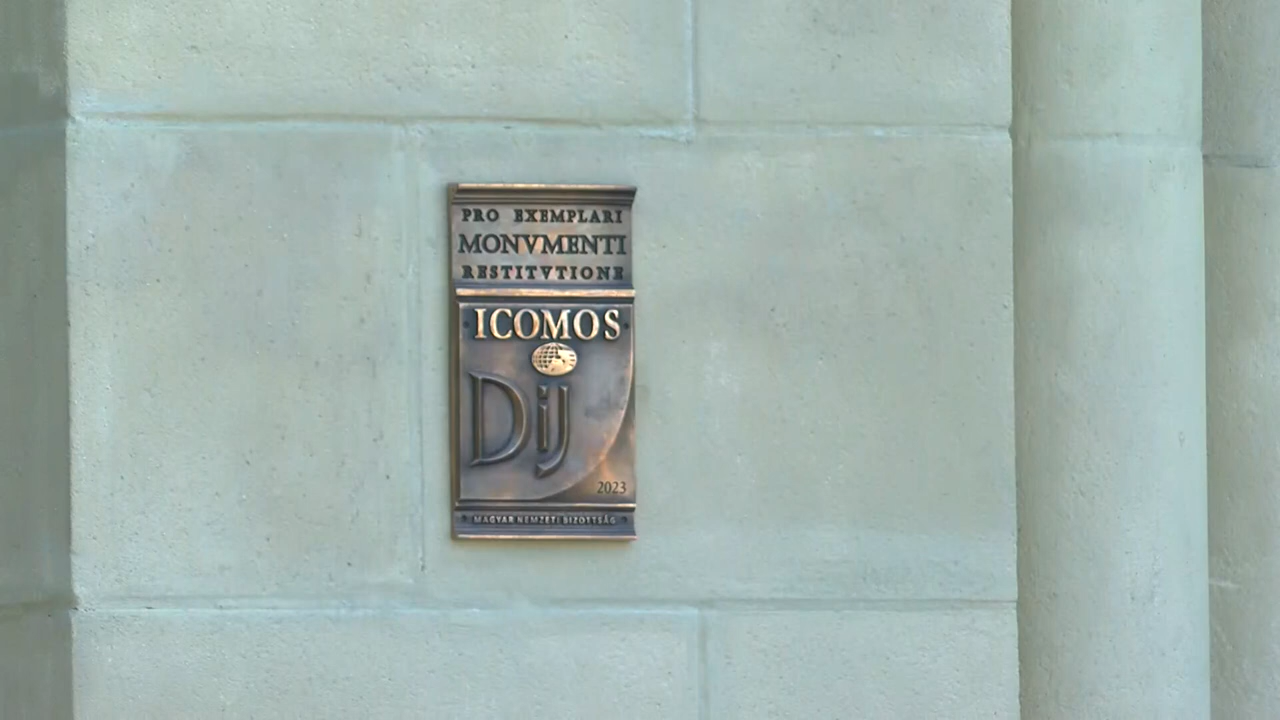 PRO EXEMPLARI
MONVMENTI
RESTITVTIONE
ICOMOS
Díj
2023
MAGYAR NEMZETI BIZOTTSÁG